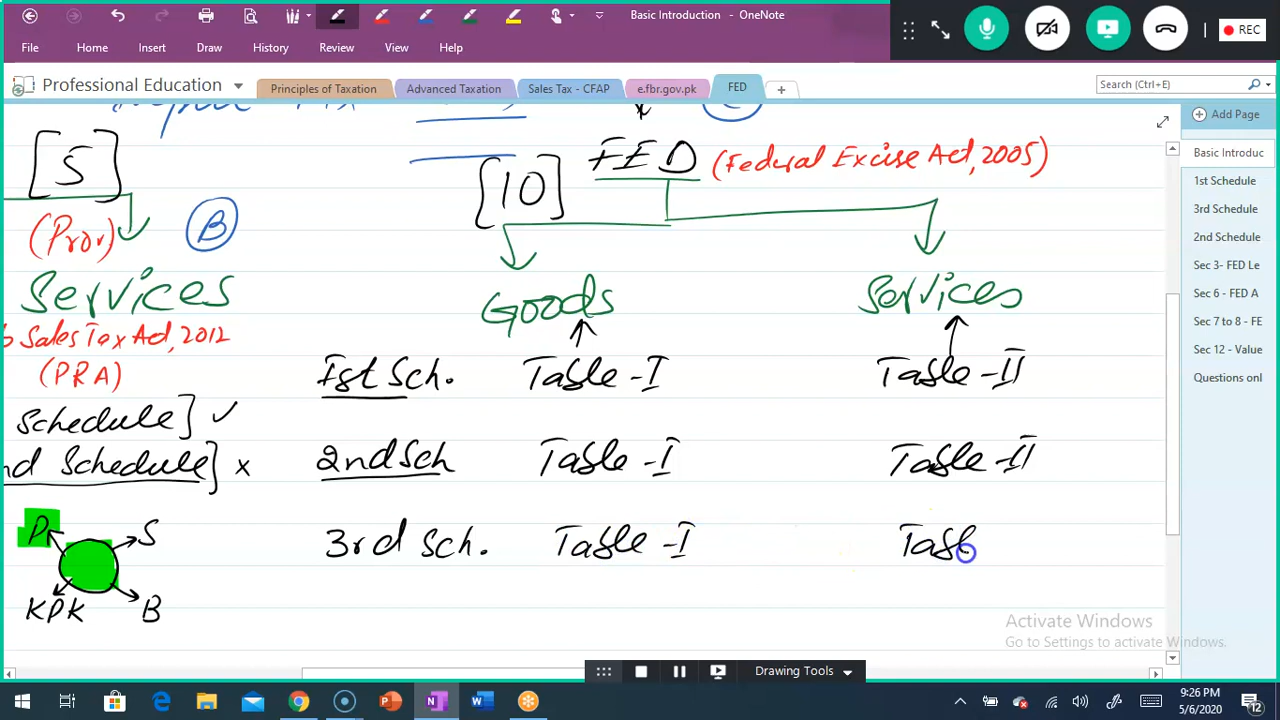 Basic Introduction - OneNote
REC
File Home Insert Draw History Review View Help
Professional Education
Principles of Taxation
Advanced Taxation
Sales Tax - CFAP
e.fbr.gov.pk
FED
Search (Ctrl+E)
Add Page
Basic Introduc
1st Schedule
3rd Schedule
2nd Schedule
Sec 3- FED Le
Sec 6 - FED A
Sec 7 to 8 - FE
Sec 12 - Value
Questions onl
[5]
[10] FED (Federal Excise Act, 2005)
(Prov) B
Services Goods Services
Sales Tax Act, 2012
(PRA)
Ist Sch. Table - I Table - II
Schedule] ✓
2nd Sch Table - I Table - II
nd Schedule] x
3rd Sch. Table - I Tabl
P S
KPK B
Activate Windows
Go to Settings to activate Windows.
Drawing Tools
9:26 PM
5/6/2020
12